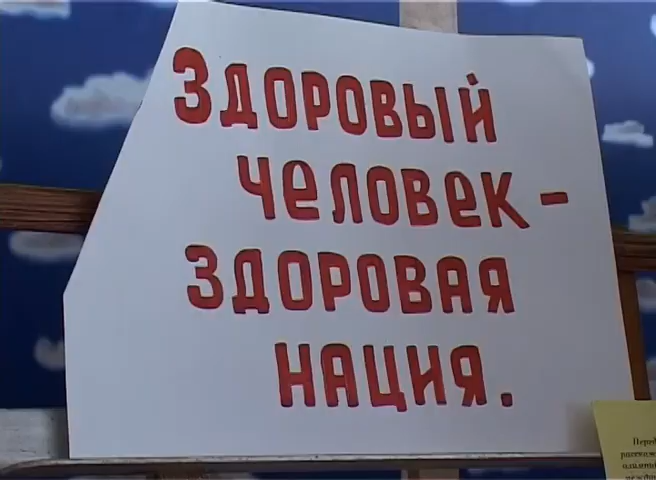 Здоровый
человек -
здоровая
нация.